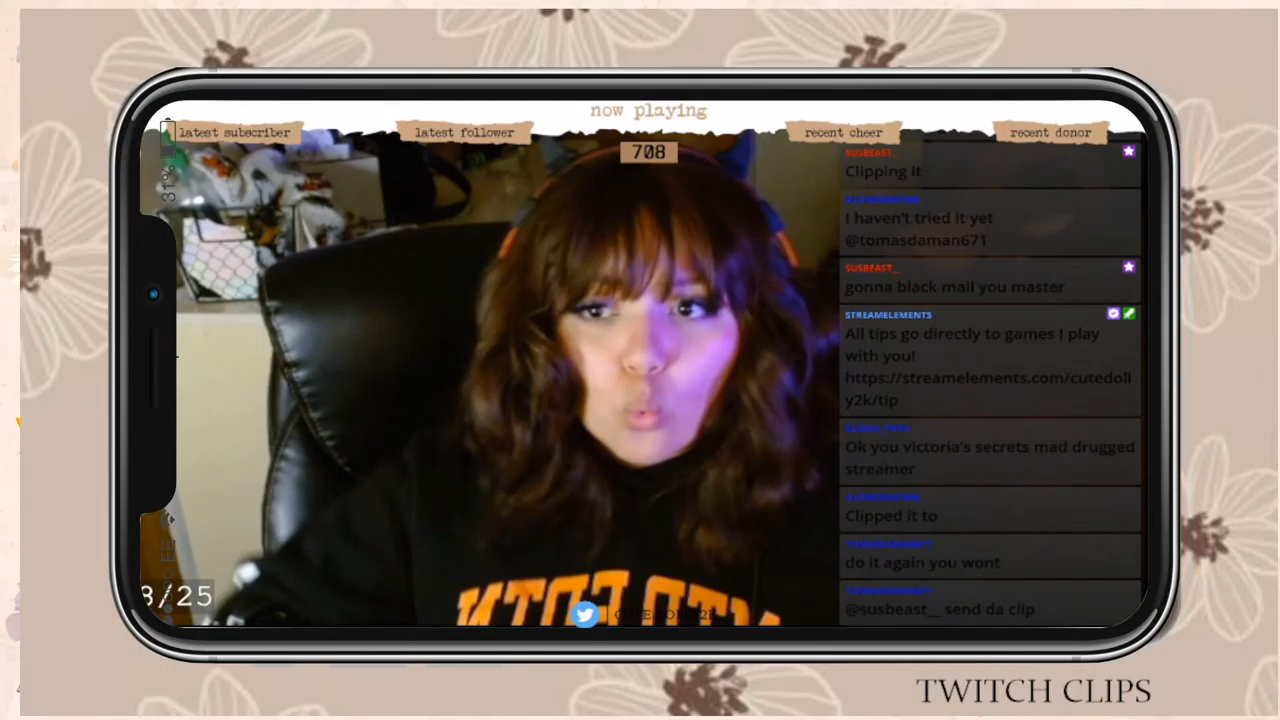 now playing
latest subscriber
latest follower
recent cheer
recent donor
708
SUSBEAST_
Clipping it
I haven't tried it yet
@tomasdaman671
SUSBEAST_
gonna black mail you master
STREAMELEMENTS
All tips go directly to games I play
with you!
https://streamelements.com/cutedoll
y2k/tip
Ok you victoria's secrets mad drugged
streamer
Clipped it to
do it again you wont
@susbeast__ send da clip
31%
EE
3/25
TWITCH CLIPS